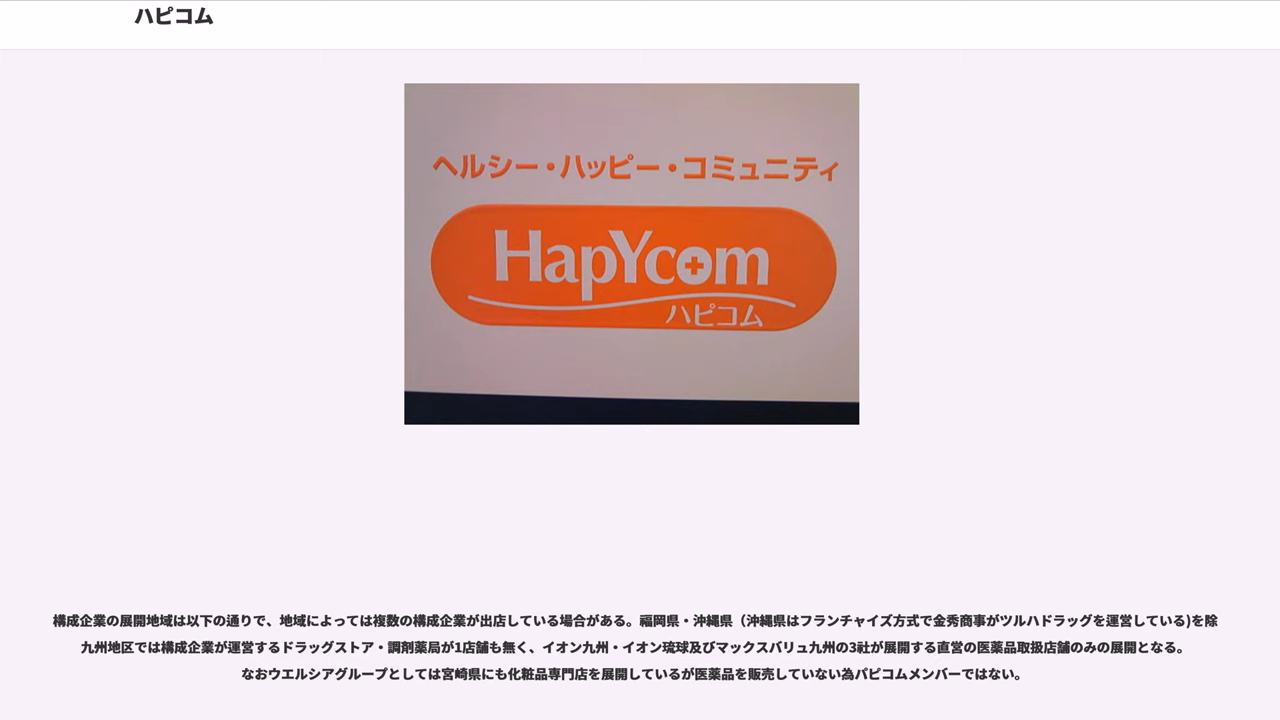 ハピコム
ヘルシー・ハッピー・コミュニティ
HapYcom
ハピコム
構成企業の展開地域は以下の通りで、地域によっては複数の構成企業が出店している場合がある。福岡県・沖縄県（沖縄県はフランチャイズ方式で金秀商事がツルハドラッグを運営している)を除
九州地区では構成企業が運営するドラッグストア・調剤薬局が1店舗も無く、イオン九州・イオン琉球及びマックスバリュ九州の3社が展開する直営の医薬品取扱店舗のみの展開となる。
なおウエルシアグループとしては宮崎県にも化粧品専門店を展開しているが医薬品を販売していない為パピコムメンバーではない。